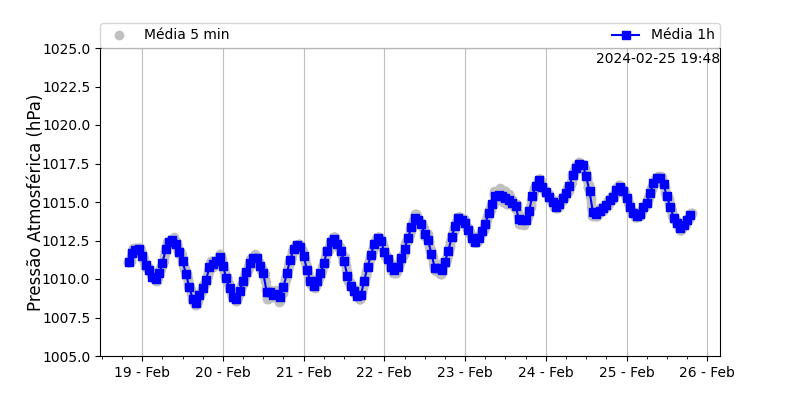 Média 5 min
Média 1h
2024-02-25 19:48
Pressão Atmosférica (hPa)
1025.0
1022.5
1020.0
1017.5
1015.0
1012.5
1010.0
1007.5
1005.0
19 - Feb
20 - Feb
21 - Feb
22 - Feb
23 - Feb
24 - Feb
25 - Feb
26 - Feb